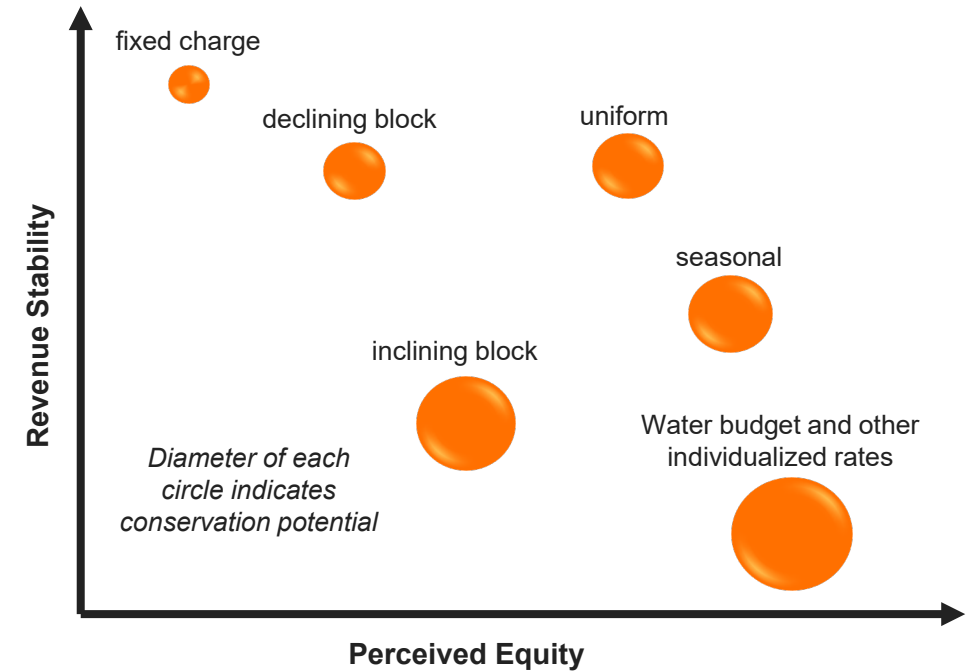 fixed charge
declining block
uniform
seasonal
inclining block
Water budget and other
individualized rates
Diameter of each
circle indicates
conservation potential
Revenue Stability
Perceived Equity